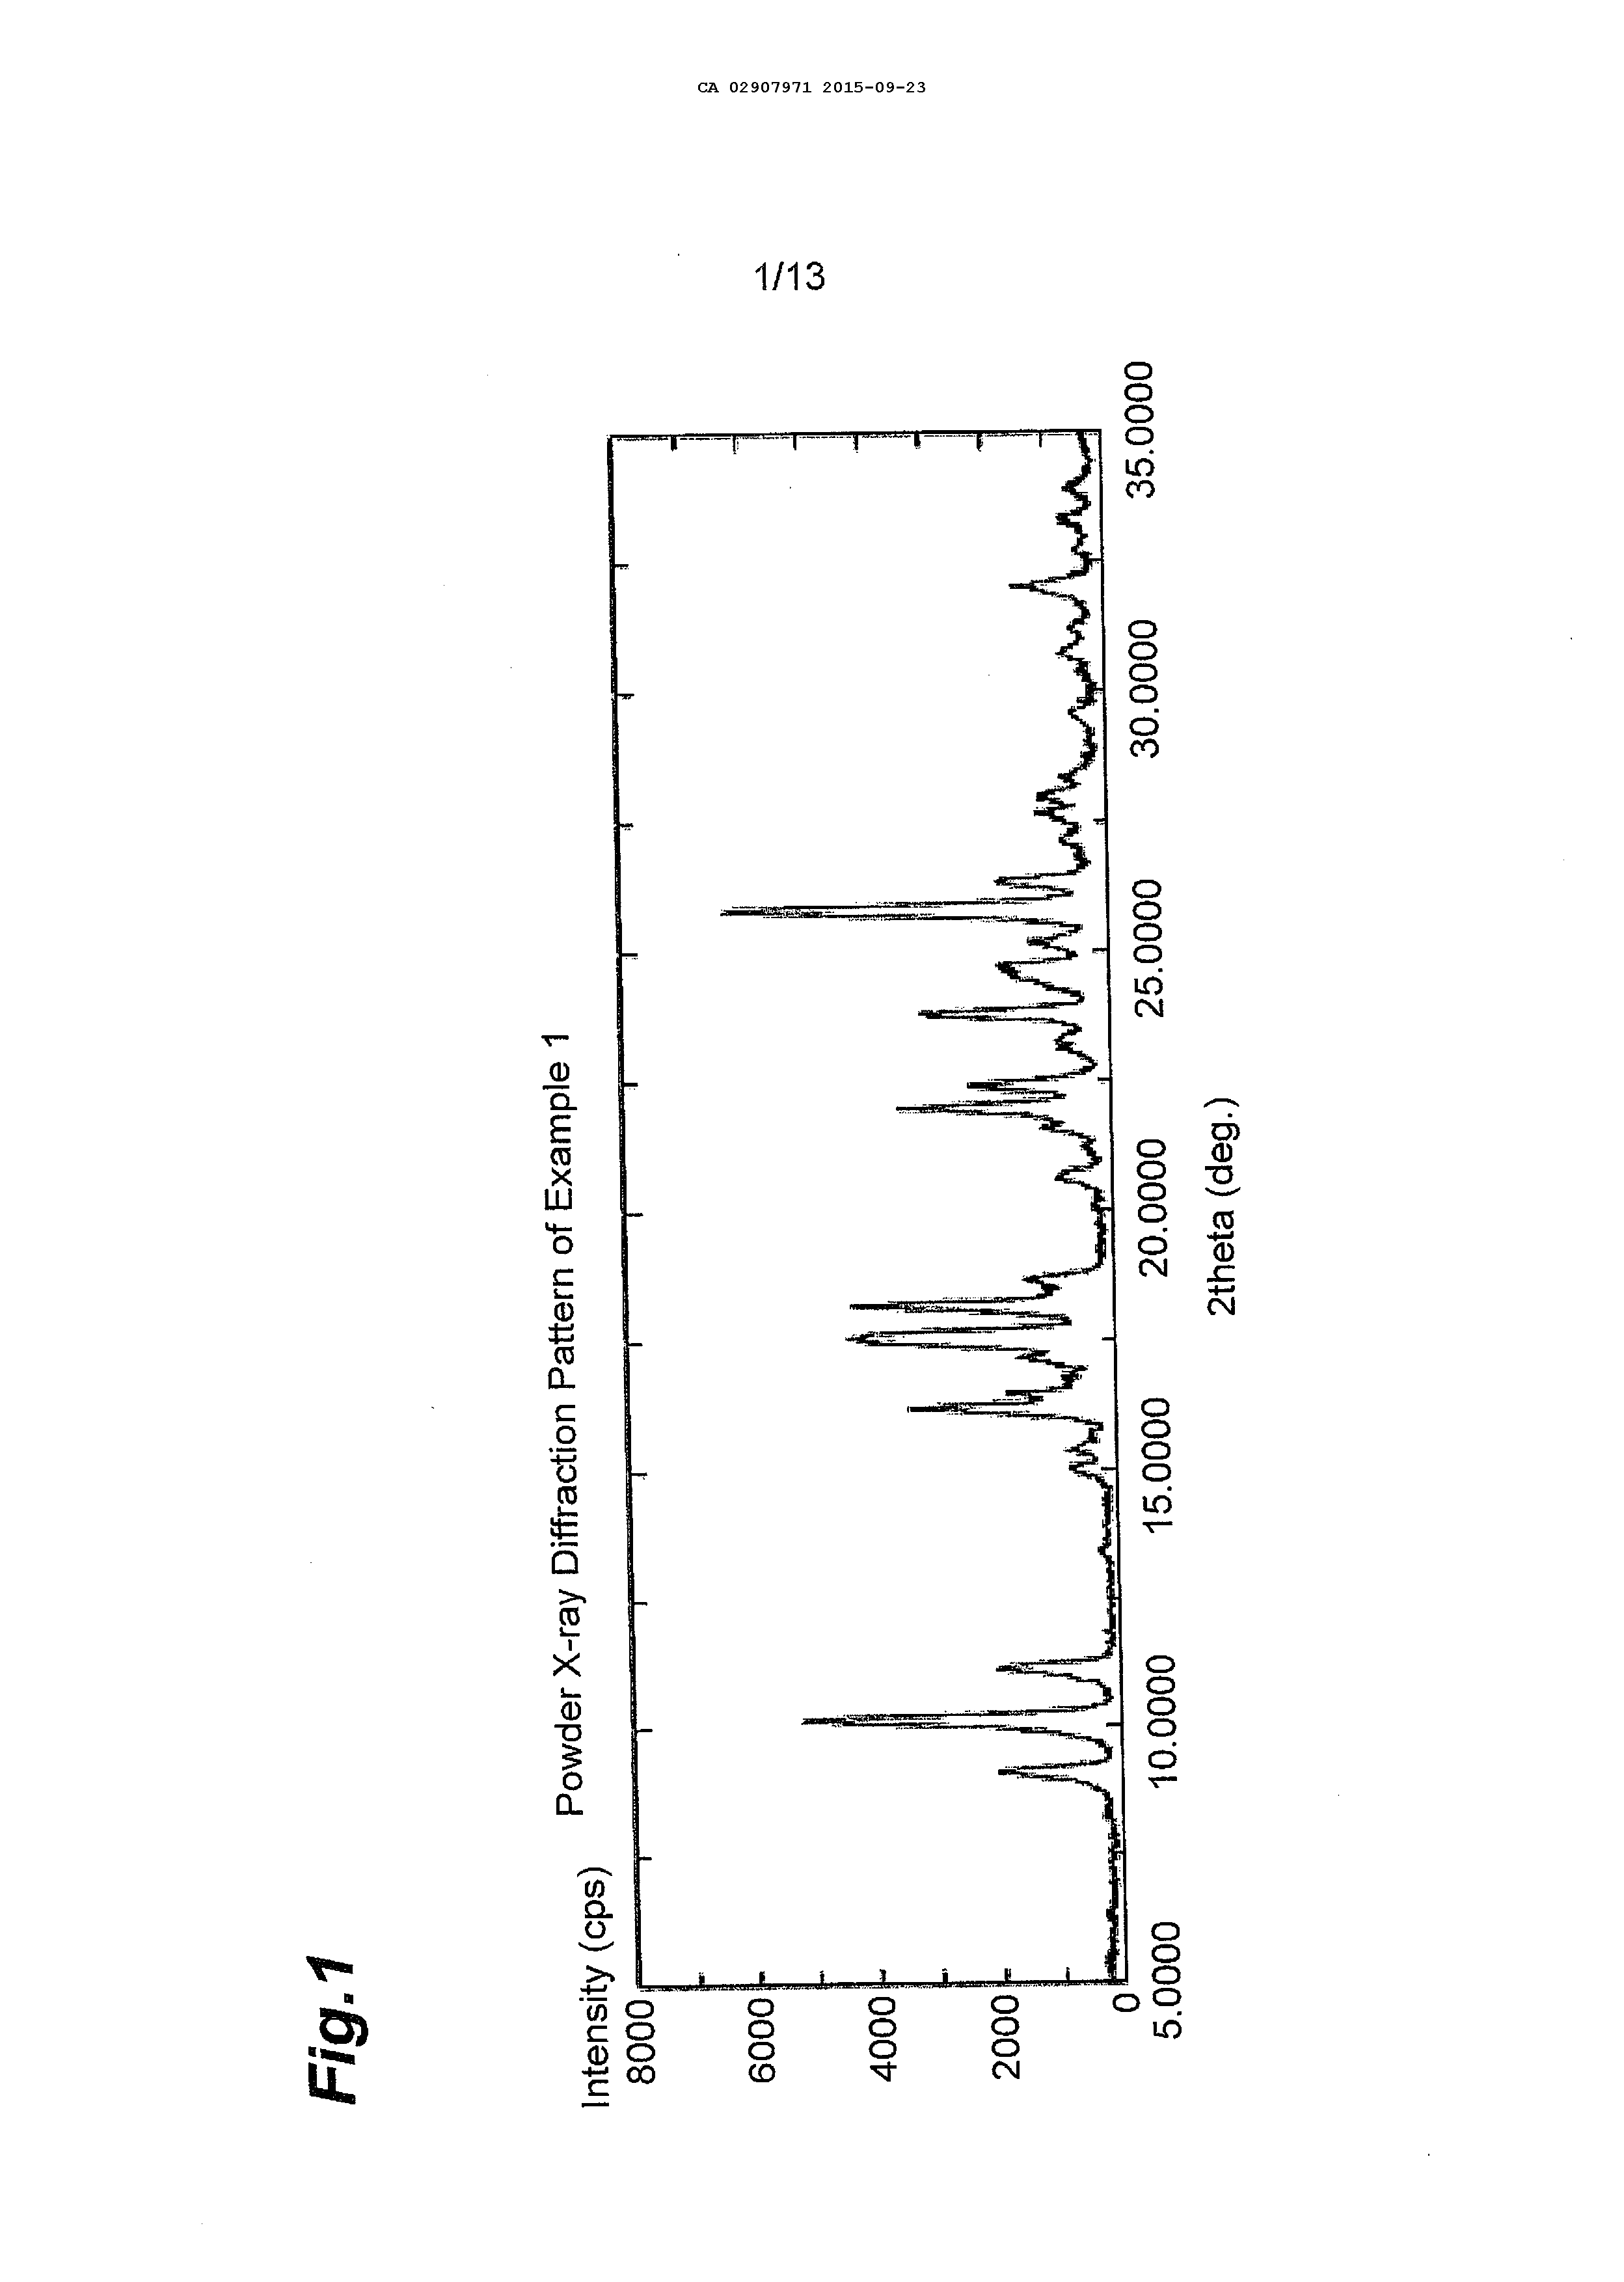 CA 02907971 2015-09-23
1/13
Fig.1
Powder X-ray Diffraction Pattern of Example 1
Intensity (cps)
8000
6000
4000
2000
0
5.0000
10.0000
15.0000
20.0000
25.0000
30.0000
35.0000
2theta (deg.)